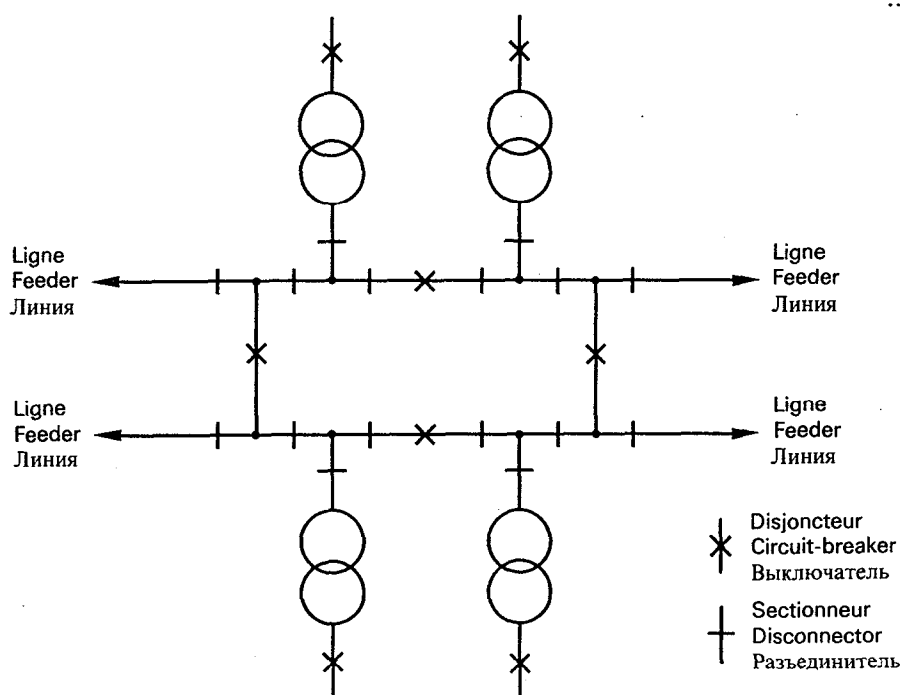 Ligne
Feeder
Линия
Ligne
Feeder
Линия
Ligne
Feeder
Линия
Ligne
Feeder
Линия
Disjoncteur
Circuit-breaker
Выключатель
Sectionneur
Disconnector
Разъединитель